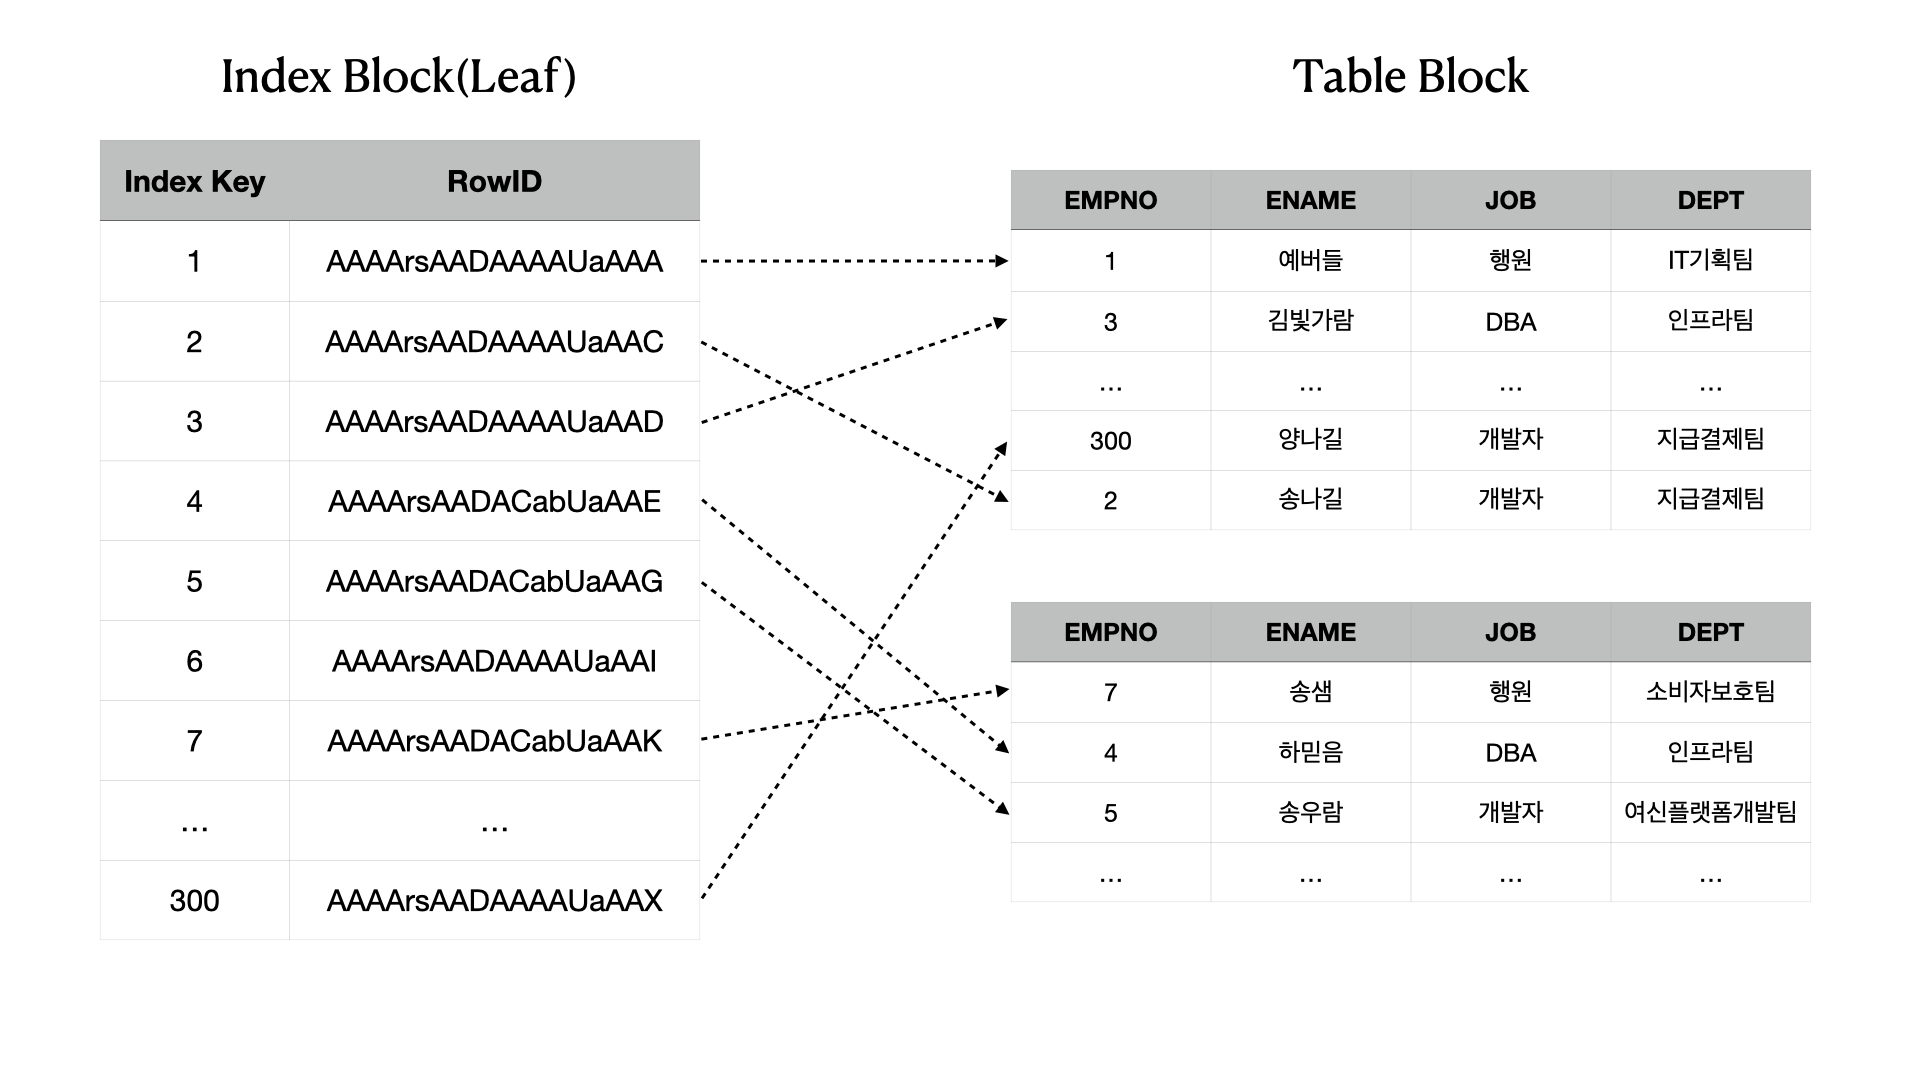 Index Block(Leaf)
Index Key RowID
1 AAAArsAADAAAAUaAAA
2 AAAArsAADAAAAUaAAC
3 AAAArsAADAAAAUaAAD
4 AAAArsAADACabUaAAE
5 AAAArsAADACabUaAAG
6 AAAArsAADAAAAUaAAI
7 AAAArsAADACabUaAAK
... ...
300 AAAArsAADAAAAUaAAX
Table Block
EMPNO ENAME JOB DEPT
1 예버들 행원 IT기획팀
3 김빛가람 DBA 인프라팀
... ... ... ...
300 양나길 개발자 지급결제팀
2 송나길 개발자 지급결제팀
EMPNO ENAME JOB DEPT
7 송샘 행원 소비자보호팀
4 하믿음 DBA 인프라팀
5 송우람 개발자 여신플랫폼개발팀
... ... ... ...